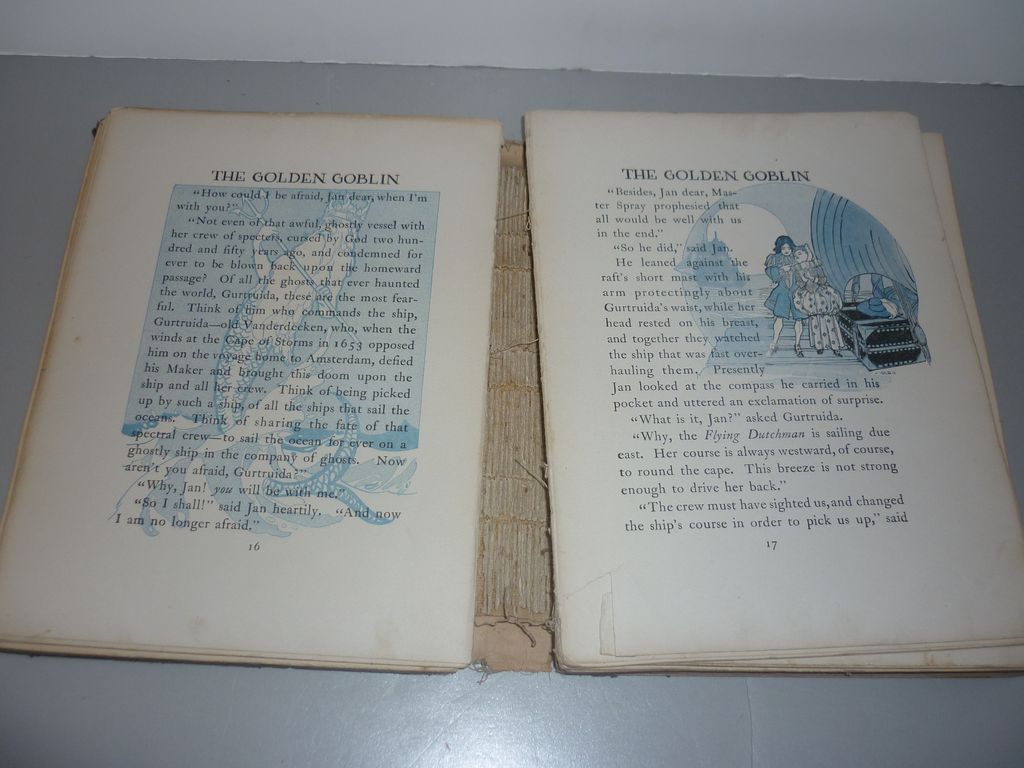 THE GOLDEN GOBLIN
"How could I be afraid, Jan dear, when I'm
with you?"
"Not even of that awful, ghostly vessel with
her crew of specters, cursed by God two hun-
dred and fifty years ago, and condemned for
ever to be blown back upon the homeward
passage? Of all the ghosts that ever haunted
the world, Gurtruida, these are the most fear-
ful. Think of him who commands the ship,
Gurtruida—old Vanderdecken, who, when the
winds at the Cape of Storms in 1653 opposed
him on the voyage home to Amsterdam, defied
his Maker and brought this doom upon the
ship and all her crew. Think of being picked
up by such a ship, of all the ships that sail the
oceans. Think of sharing the fate of that
spectral crew—to sail the ocean for ever on a
ghostly ship in the company of ghosts. Now
aren't you afraid, Gurtruida?"
"Why, Jan! you will be with me."
"So I shall!" said Jan heartily. "And now
I am no longer afraid."
16
THE GOLDEN GOBLIN
"Besides, Jan dear, Mas-
ter Spray prophesied that
all would be well with us
in the end."
"So he did," said Jan.
He leaned against the
raft's short mast with his
arm protectingly about
Gurtruida's waist, while her
head rested on his breast,
and together they watched
the ship that was fast over-
hauling them. Presently
Jan looked at the compass he carried in his
pocket and uttered an exclamation of surprise.
"What is it, Jan?" asked Gurtruida.
"Why, the Flying Dutchman is sailing due
east. Her course is always westward, of course,
to round the cape. This breeze is not strong
enough to drive her back."
"The crew must have sighted us, and changed
the ship's course in order to pick us up," said
17